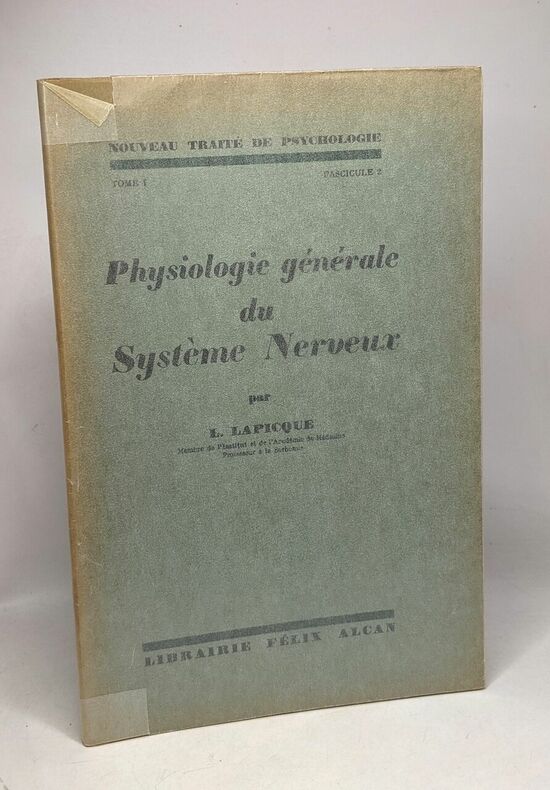 NOUVEAU TRAITÉ DE PSYCHOLOGIE
TOME I FASCICULE 2
Physiologie générale
du
Système Nerveux
par
L. LAPICQUE
Membre de l'Institut et de l'Académie de Médecine
Professeur à la Sorbonne
LIBRAIRIE FÉLIX ALCAN